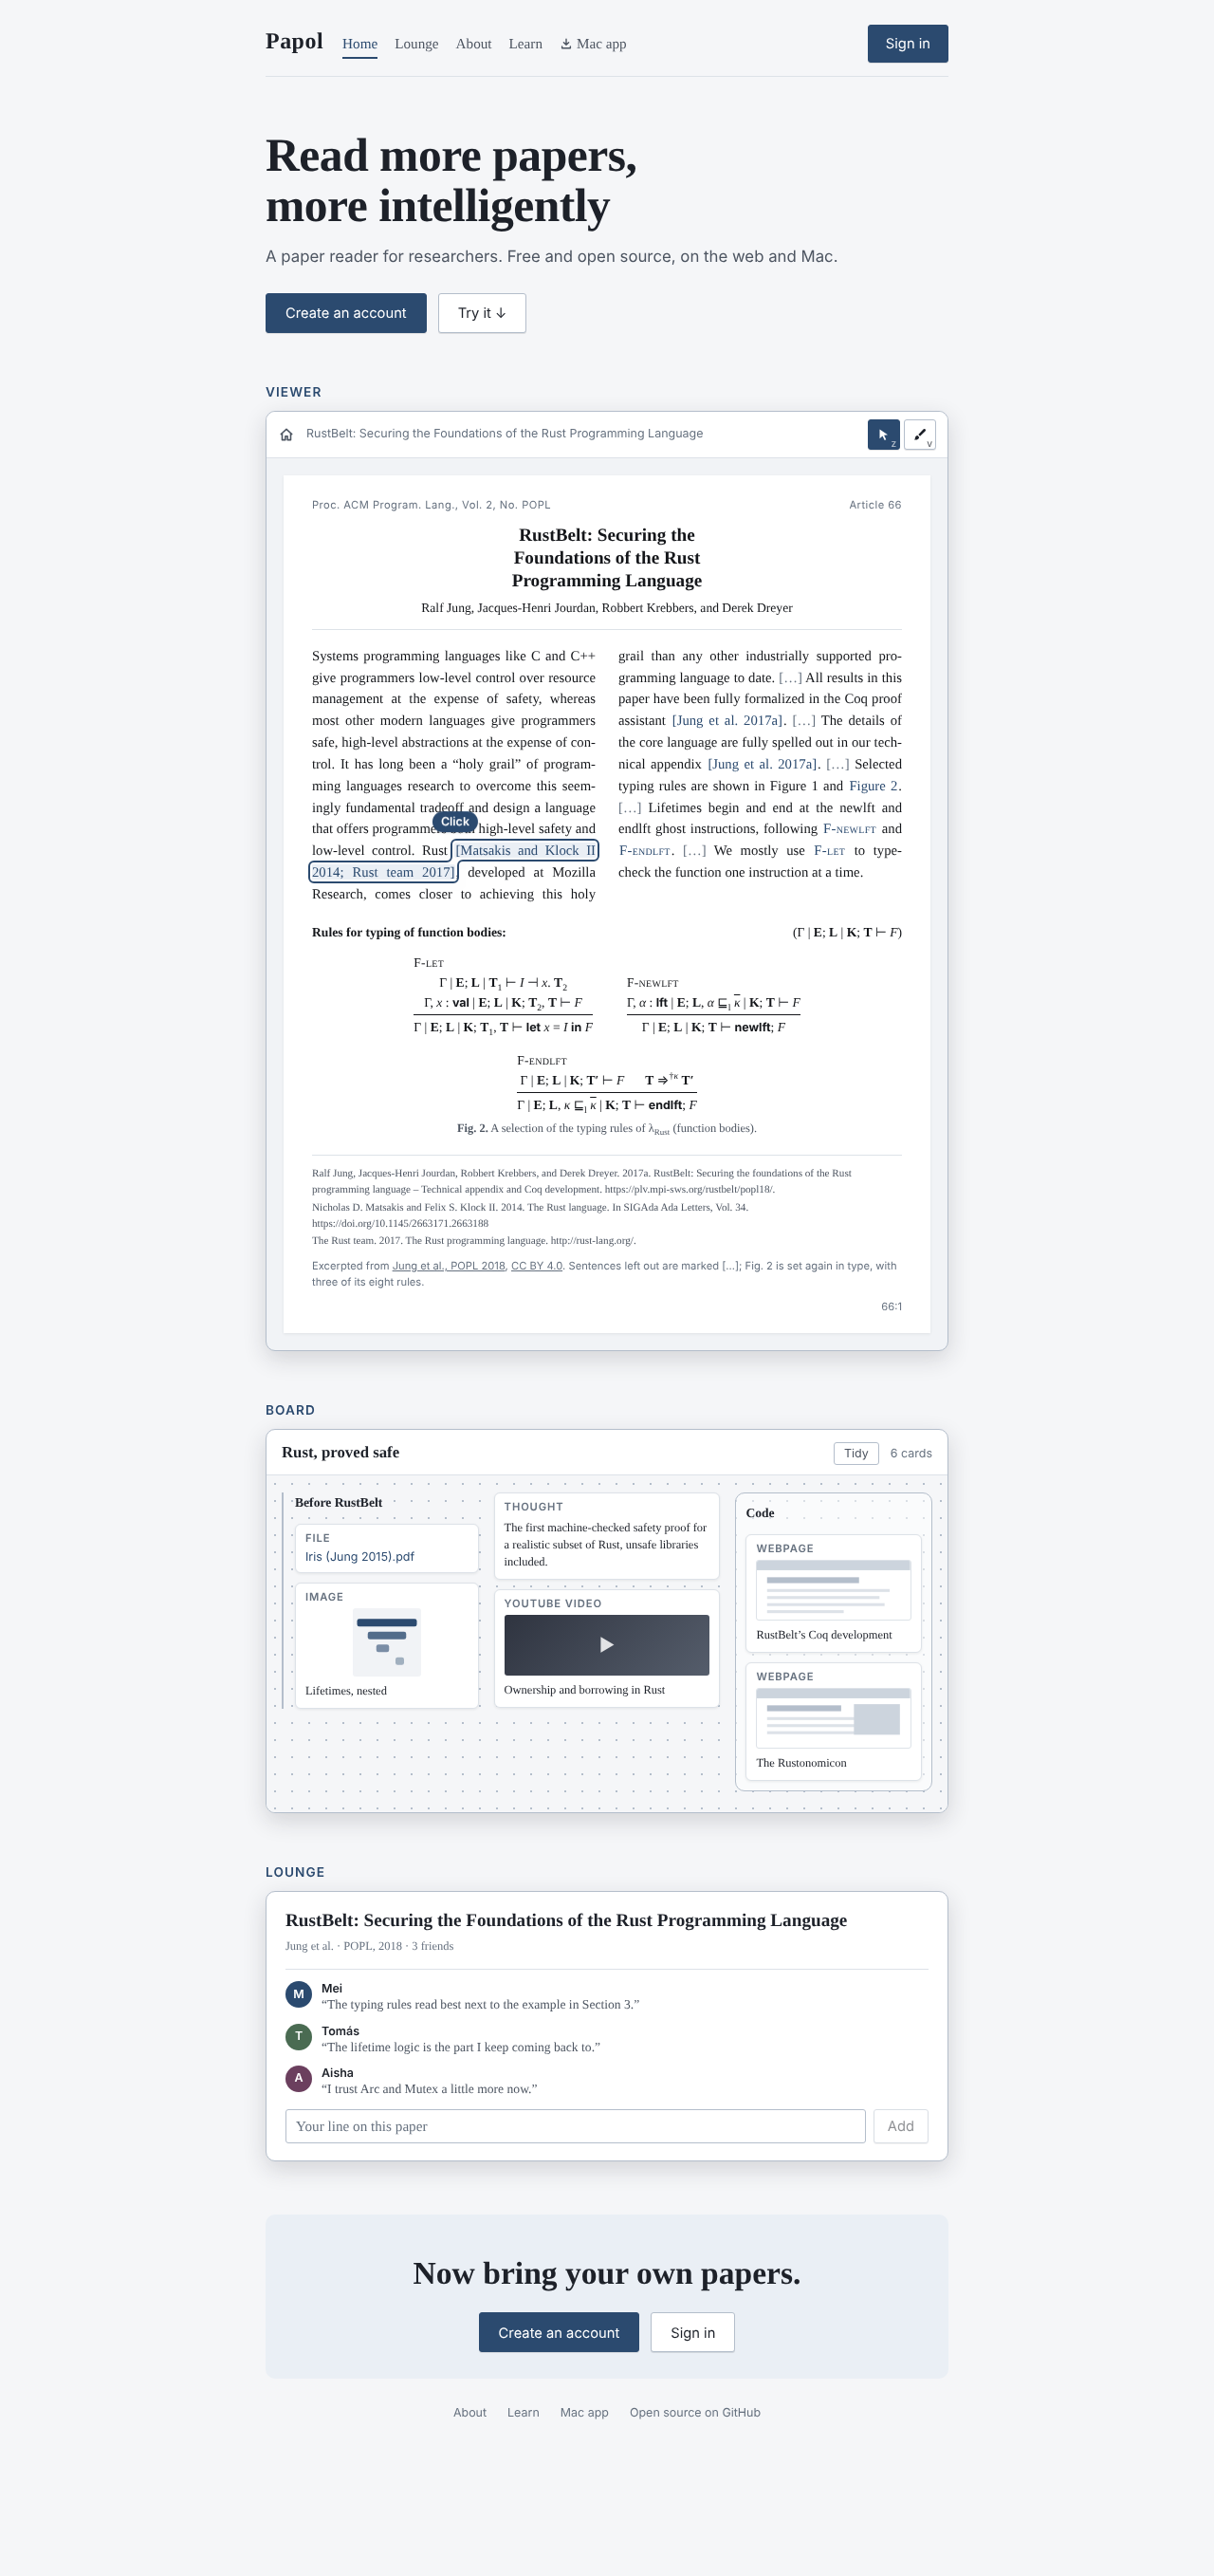 Papol Home Lounge About Learn Mac app Sign in
Read more papers,
more intelligently
A paper reader for researchers. Free and open source, on the web and Mac.
Create an account Try it ↓
VIEWER
RustBelt: Securing the Foundations of the Rust Programming Language z v
Proc. ACM Program. Lang., Vol. 2, No. POPL Article 66
RustBelt: Securing the
Foundations of the Rust
Programming Language
Ralf Jung, Jacques-Henri Jourdan, Robbert Krebbers, and Derek Dreyer
Systems programming languages like C and C++
give programmers low-level control over resource
management at the expense of safety, whereas
most other modern languages give programmers
safe, high-level abstractions at the expense of con-
trol. It has long been a “holy grail” of program-
ming languages research to overcome this seem-
ingly fundamental tradeoff and design a language
Click
that offers programmers both high-level safety and
low-level control. Rust [Matsakis and Klock II
2014; Rust team 2017], developed at Mozilla
Research, comes closer to achieving this holy
grail than any other industrially supported pro-
gramming language to date. […] All results in this
paper have been fully formalized in the Coq proof
assistant [Jung et al. 2017a]. […] The details of
the core language are fully spelled out in our tech-
nical appendix [Jung et al. 2017a]. […] Selected
typing rules are shown in Figure 1 and Figure 2.
[…] Lifetimes begin and end at the newlft and
endlft ghost instructions, following F-NEWLFT and
F-ENDLFT. […] We mostly use F-LET to type-
check the function one instruction at a time.
Rules for typing of function bodies: (Γ | E; L | K; T ⊢ F)
F-LET
Γ | E; L | T₁ ⊢ I ⊣ x. T₂
Γ, x : val | E; L | K; T₂, T ⊢ F
Γ | E; L | K; T₁, T ⊢ let x = I in F
F-NEWLFT
Γ, α : lft | E; L, α ⊑ₗ κ̅ | K; T ⊢ F
Γ | E; L | K; T ⊢ newlft; F
F-ENDLFT
Γ | E; L | K; T′ ⊢ F T ⇒†κ T′
Γ | E; L, κ ⊑ₗ κ̅ | K; T ⊢ endlft; F
Fig. 2. A selection of the typing rules of λRust (function bodies).
Ralf Jung, Jacques-Henri Jourdan, Robbert Krebbers, and Derek Dreyer. 2017a. RustBelt: Securing the foundations of the Rust
programming language – Technical appendix and Coq development. https://plv.mpi-sws.org/rustbelt/popl18/.
Nicholas D. Matsakis and Felix S. Klock II. 2014. The Rust language. In SIGAda Ada Letters, Vol. 34.
https://doi.org/10.1145/2663171.2663188
The Rust team. 2017. The Rust programming language. http://rust-lang.org/.
Excerpted from Jung et al., POPL 2018, CC BY 4.0. Sentences left out are marked […]; Fig. 2 is set again in type, with
three of its eight rules.
66:1
BOARD
Rust, proved safe Tidy 6 cards
Before RustBelt
FILE
Iris (Jung 2015).pdf
IMAGE
Lifetimes, nested
THOUGHT
The first machine-checked safety proof for
a realistic subset of Rust, unsafe libraries
included.
YOUTUBE VIDEO
Ownership and borrowing in Rust
Code
WEBPAGE
RustBelt’s Coq development
WEBPAGE
The Rustonomicon
LOUNGE
RustBelt: Securing the Foundations of the Rust Programming Language
Jung et al. · POPL, 2018 · 3 friends
M Mei
“The typing rules read best next to the example in Section 3.”
T Tomás
“The lifetime logic is the part I keep coming back to.”
A Aisha
“I trust Arc and Mutex a little more now.”
Your line on this paper Add
Now bring your own papers.
Create an account Sign in
About Learn Mac app Open source on GitHub